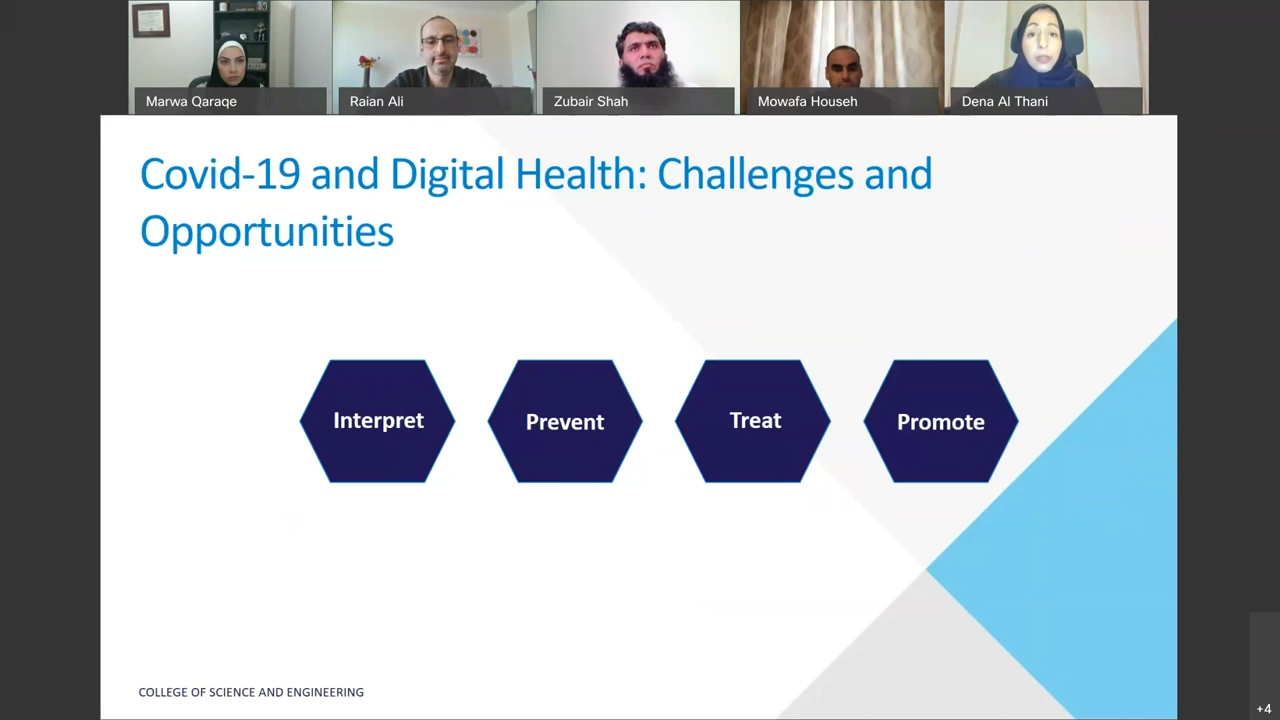 Marwa Qaraqe
Raian Ali
Zubair Shah
Mowafa Househ
Dena Al Thani
Covid-19 and Digital Health: Challenges and
Opportunities
Interpret
Prevent
Treat
Promote
COLLEGE OF SCIENCE AND ENGINEERING
+4